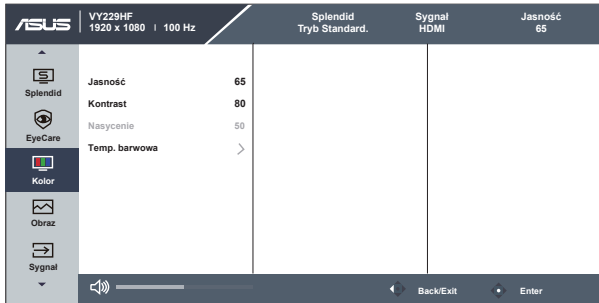 ASUS
VY229HF
1920 x 1080 | 100 Hz
Splendid
Tryb Standard.
Sygnał
HDMI
Jasność
65
Splendid
EyeCare
Kolor
Obraz
Sygnał
Jasność 65
Kontrast 80
Nasycenie 50
Temp. barwowa
Back/Exit
Enter